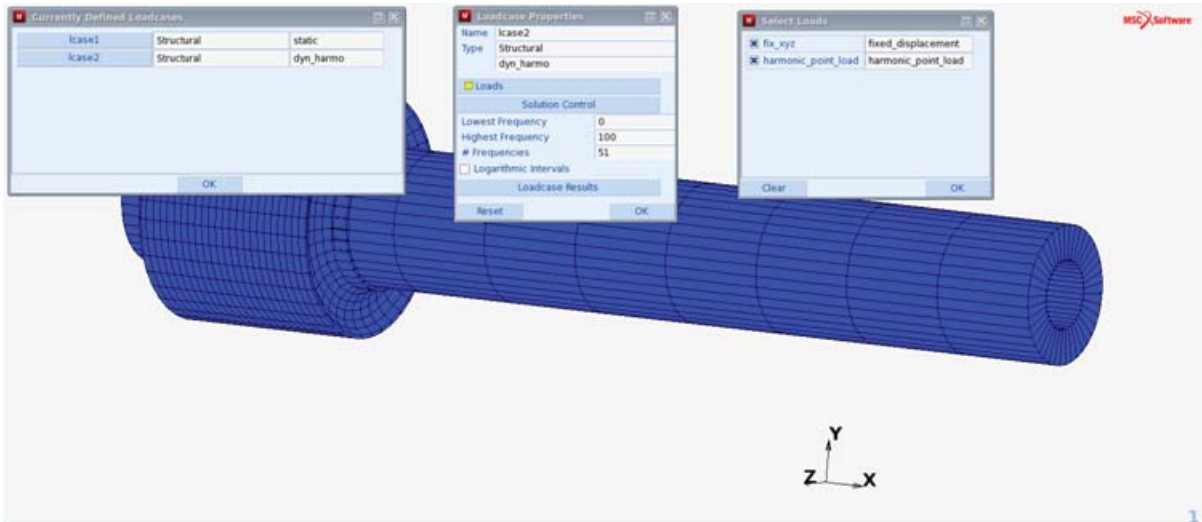 Currently Defined Loadcases
lcase1 Structural static
lcase2 Structural dyn_harmo
OK
Loadcase Properties
Name lcase2
Type Structural
dyn_harmo
Loads
Solution Control
Lowest Frequency 0
Highest Frequency 100
# Frequencies 51
Logarithmic Intervals
Loadcase Results
Reset OK
Select Loads
fix_xyz fixed_displacement
harmonic_point_load harmonic_point_load
Clear OK
MSC Software
Y
Z X
1